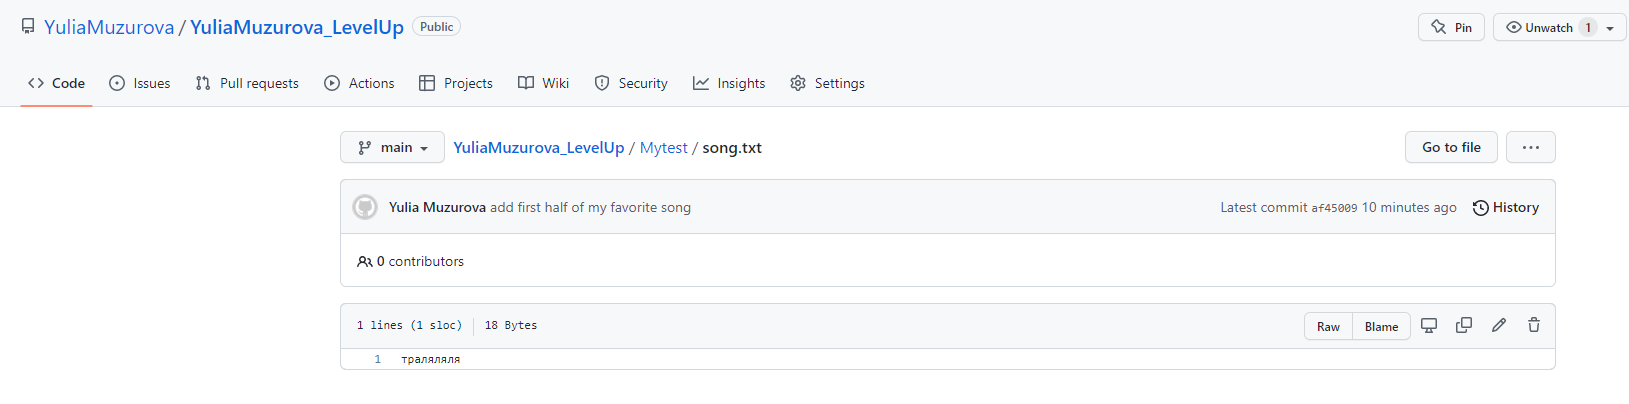 YuliaMuzurova / YuliaMuzurova_LevelUp Public
Pin Unwatch 1
Code Issues Pull requests Actions Projects Wiki Security Insights Settings
main YuliaMuzurova_LevelUp / Mytest / song.txt Go to file ...
Yulia Muzurova add first half of my favorite song Latest commit af45009 10 minutes ago History
0 contributors
1 lines (1 sloc) 18 Bytes Raw Blame
1 траляляля